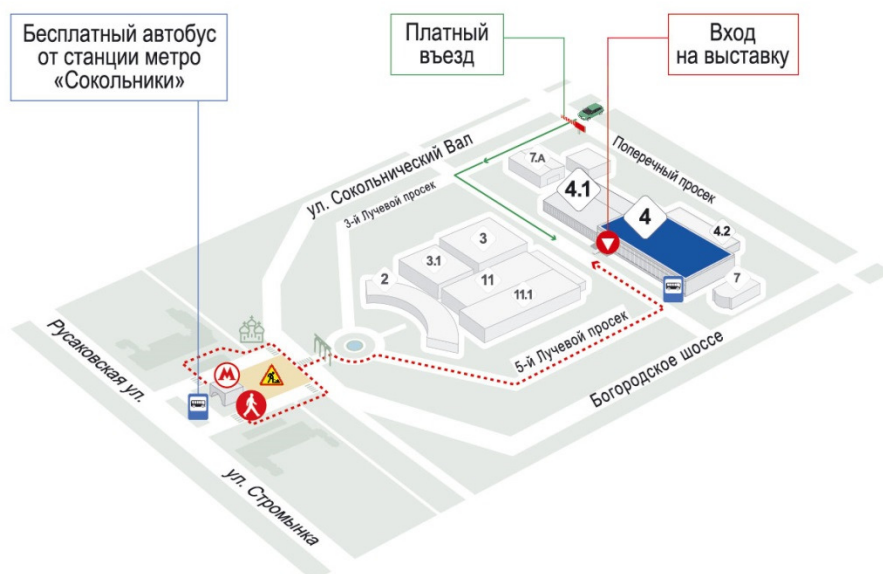 Бесплатный автобус
от станции метро
«Сокольники»
Платный
въезд
Вход
на выставку
ул. Сокольнический Вал
3-й Лучевой просек
Поперечный просек
7.А
4.1
4
4.2
7
3
3.1
2
11
11.1
5-й Лучевой просек
Богородское шоссе
Русаковская ул.
М
ул. Стромынка